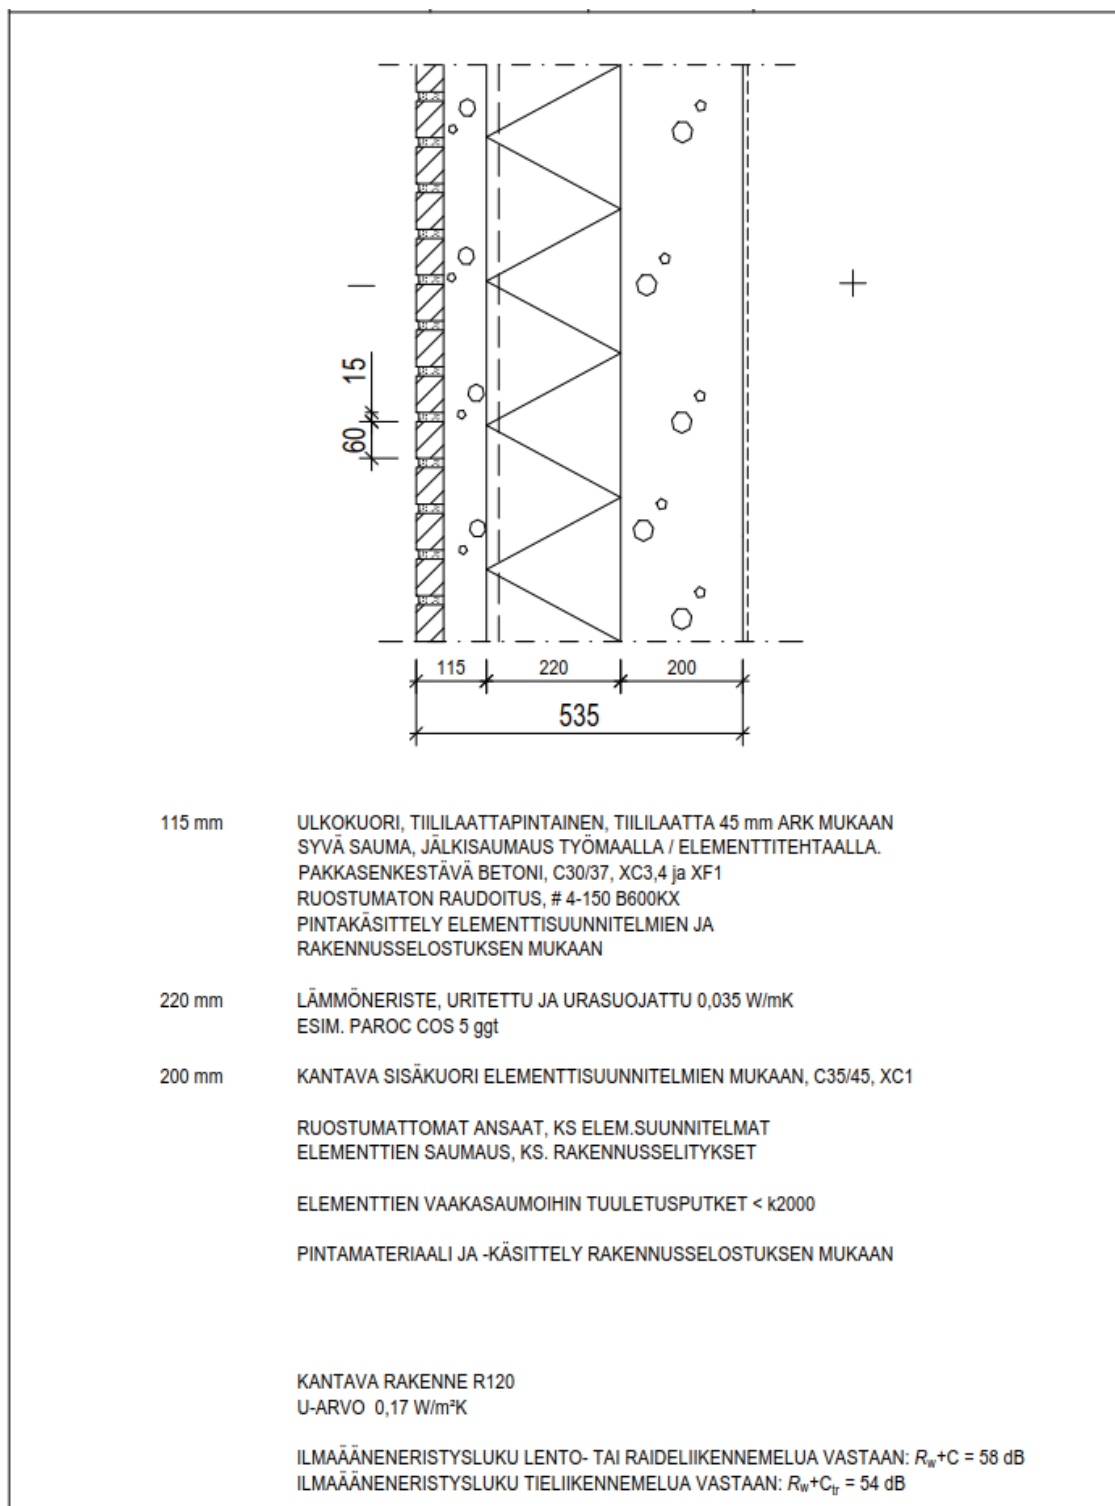 15
60
115 220 200
535
115 mm ULKOKUORI, TIILILAATTAPINTAINEN, TIILILAATTA 45 mm ARK MUKAAN
SYVÄ SAUMA, JÄLKISAUMAUS TYÖMAALLA / ELEMENTTITEHTAALLA.
PAKKASENKESTÄVÄ BETONI, C30/37, XC3,4 ja XF1
RUOSTUMATON RAUDOITUS, # 4-150 B600KX
PINTAKÄSITTELY ELEMENTTISUUNNITELMIEN JA
RAKENNUSSELOSTUKSEN MUKAAN
220 mm LÄMMÖNERISTE, URITETTU JA URASUOJATTU 0,035 W/mK
ESIM. PAROC COS 5 ggt
200 mm KANTAVA SISÄKUORI ELEMENTTISUUNNITELMIEN MUKAAN, C35/45, XC1
RUOSTUMATTOMAT ANSAAT, KS ELEM.SUUNNITELMAT
ELEMENTTIEN SAUMAUS, KS. RAKENNUSSELITYKSET
ELEMENTTIEN VAAKASAUMOIHIN TUULETUSPUTKET < k2000
PINTAMATERIAALI JA -KÄSITTELY RAKENNUSSELOSTUKSEN MUKAAN
KANTAVA RAKENNE R120
U-ARVO 0,17 W/m²K
ILMAÄÄNENERISTYSLUKU LENTO- TAI RAIDELIIKENNEMELUA VASTAAN: Rw+C = 58 dB
ILMAÄÄNENERISTYSLUKU TIELIIKENNEMELUA VASTAAN: Rw+Ctr = 54 dB